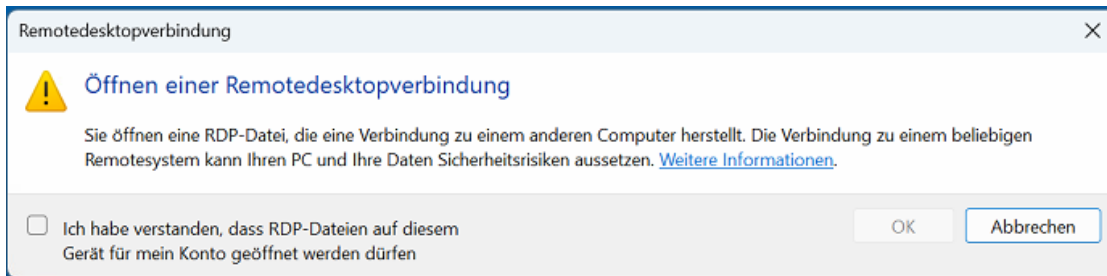 Remotedesktopverbindung
Öffnen einer Remotedesktopverbindung
Sie öffnen eine RDP-Datei, die eine Verbindung zu einem anderen Computer herstellt. Die Verbindung zu einem beliebigen
Remotesystem kann Ihren PC und Ihre Daten Sicherheitsrisiken aussetzen. Weitere Informationen.
Ich habe verstanden, dass RDP-Dateien auf diesem
Gerät für mein Konto geöffnet werden dürfen
OK
Abbrechen